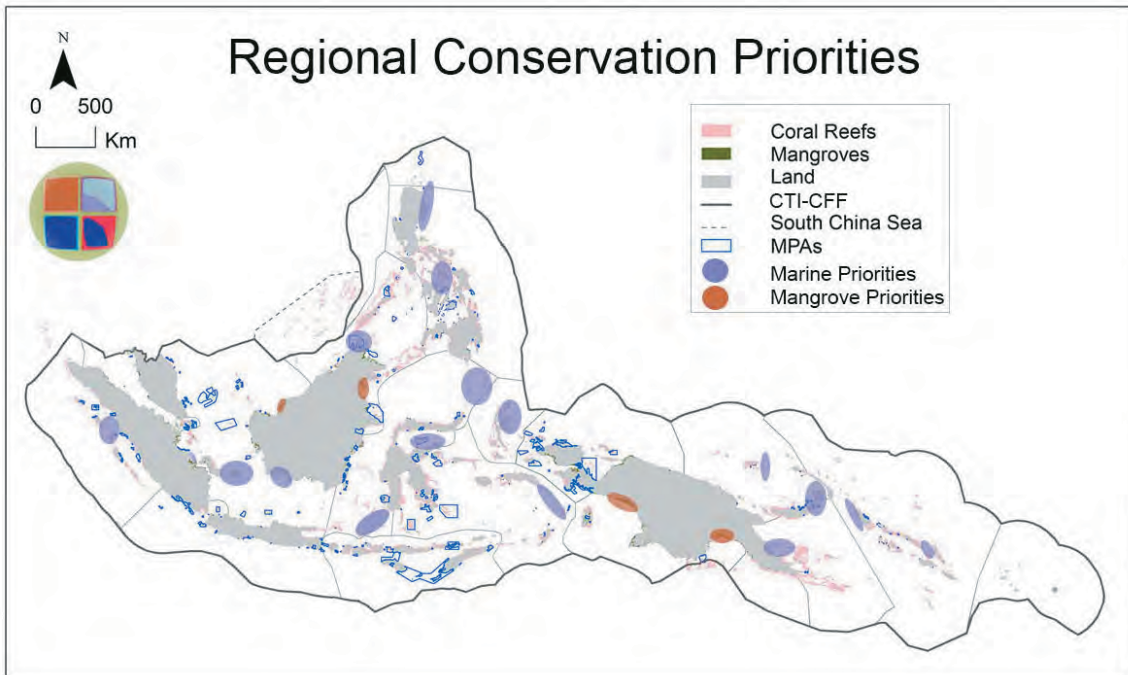 Regional Conservation Priorities
N
0 500
Km
Coral Reefs
Mangroves
Land
CTI-CFF
South China Sea
MPAs
Marine Priorities
Mangrove Priorities